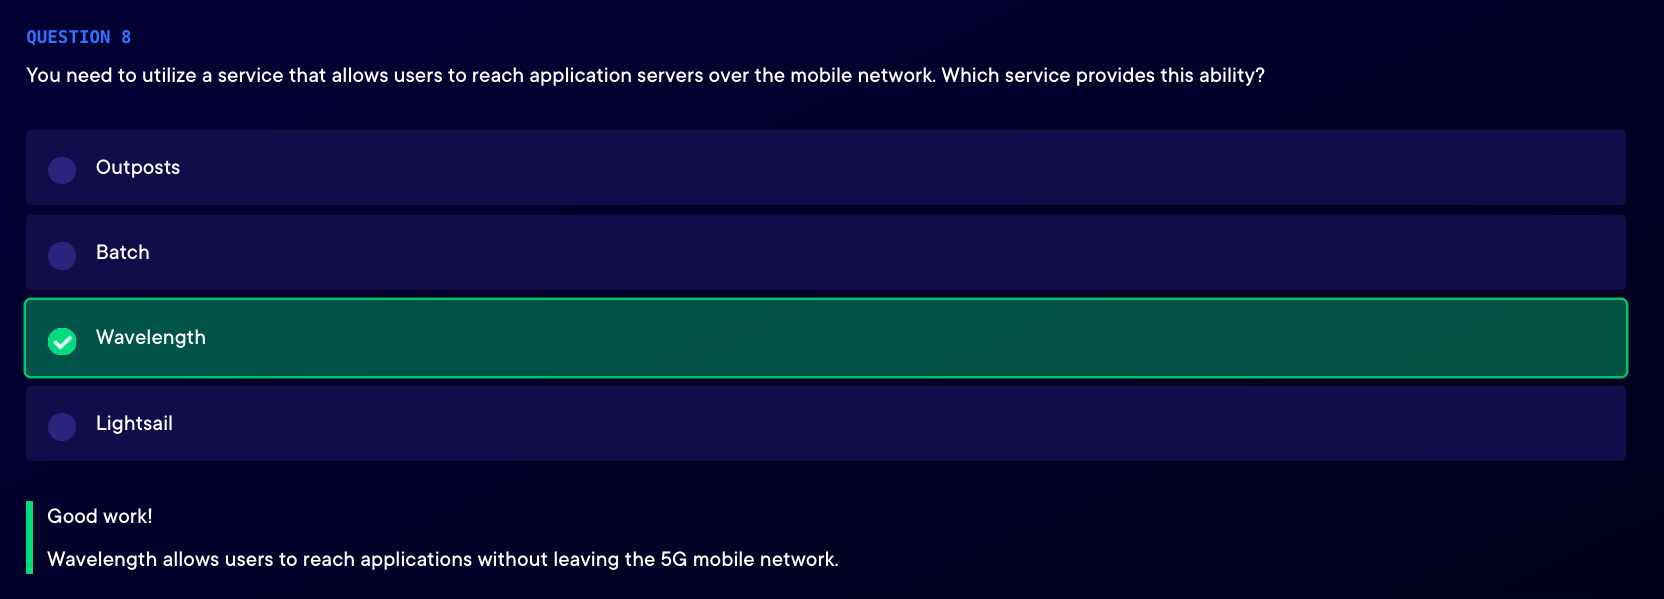 QUESTION 8
You need to utilize a service that allows users to reach application servers over the mobile network. Which service provides this ability?
Outposts
Batch
Wavelength
Lightsail
Good work!
Wavelength allows users to reach applications without leaving the 5G mobile network.